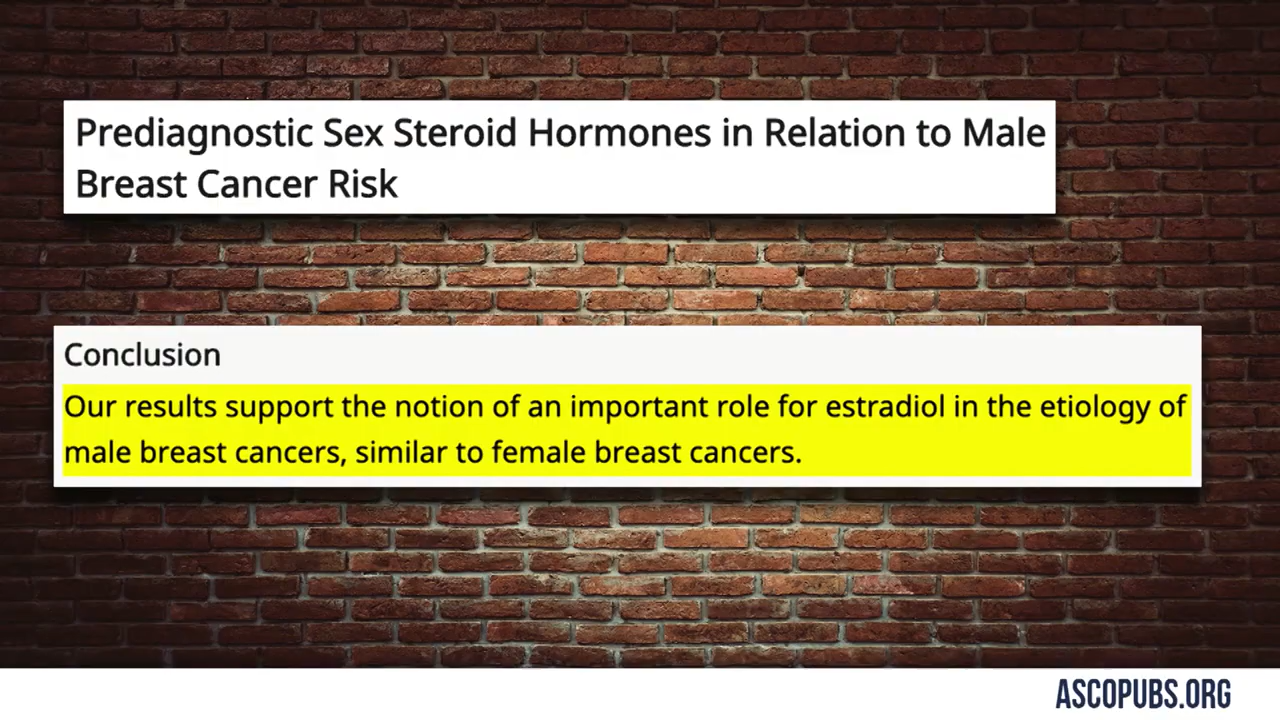 Prediagnostic Sex Steroid Hormones in Relation to Male
Breast Cancer Risk
Conclusion
Our results support the notion of an important role for estradiol in the etiology of
male breast cancers, similar to female breast cancers.
ASCOPUBS.ORG